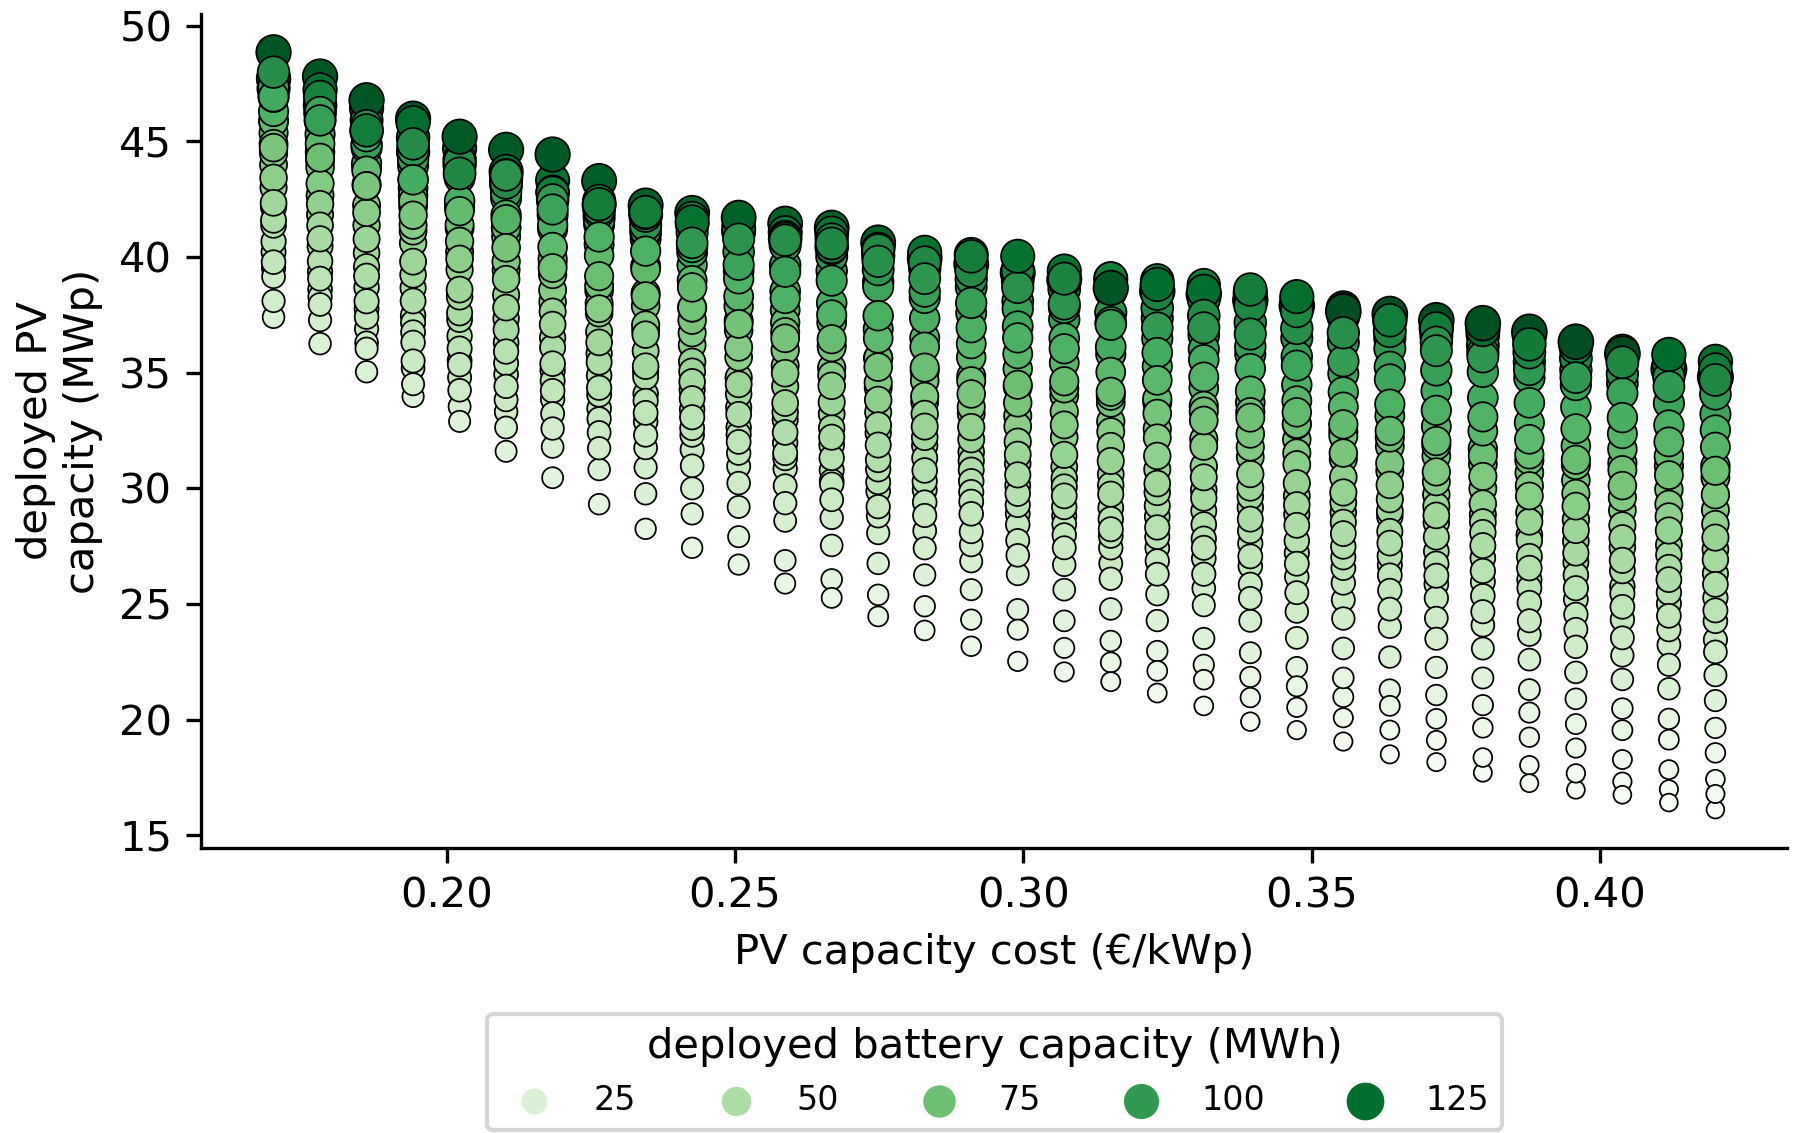 50
45
40
35
30
25
20
15
deployed PV
capacity (MWp)
0.20 0.25 0.30 0.35 0.40
PV capacity cost (€/kWp)
deployed battery capacity (MWh)
25 50 75 100 125